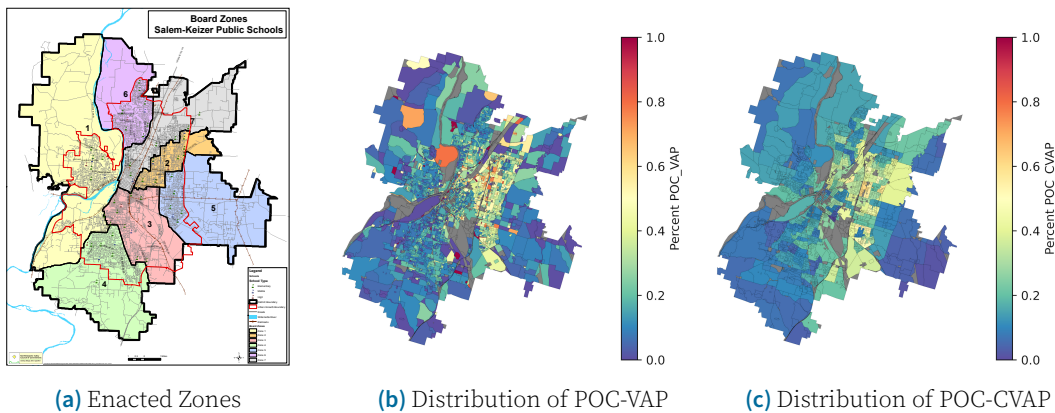 Board Zones
Salem-Keizer Public Schools
6
1
2
3
5
4
Legend
School Type
1.0
0.8
0.6
0.4
0.2
0.0
Percent POC_VAP
1.0
0.8
0.6
0.4
0.2
0.0
Percent POC_CVAP
(a) Enacted Zones
(b) Distribution of POC-VAP
(c) Distribution of POC-CVAP